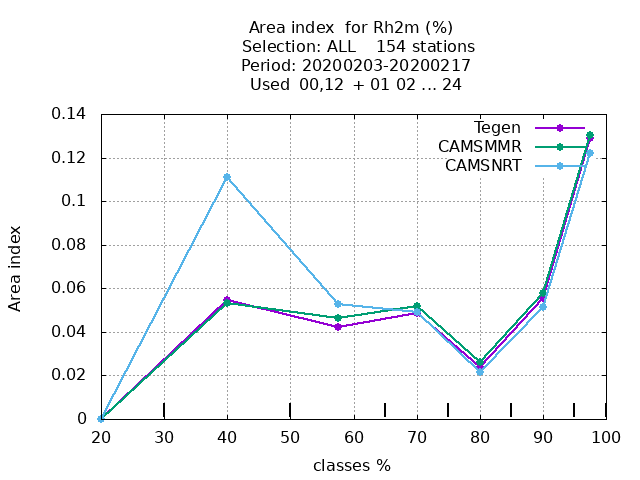 Area index  for Rh2m (%)
Selection: ALL    154 stations
Period: 20200203-20200217
Used  00,12  + 01 02 ... 24
Tegen
CAMSMMR
CAMSNRT
0.14
0.12
0.1
0.08
0.06
0.04
0.02
0
Area index
20 30 40 50 60 70 80 90 100
classes %